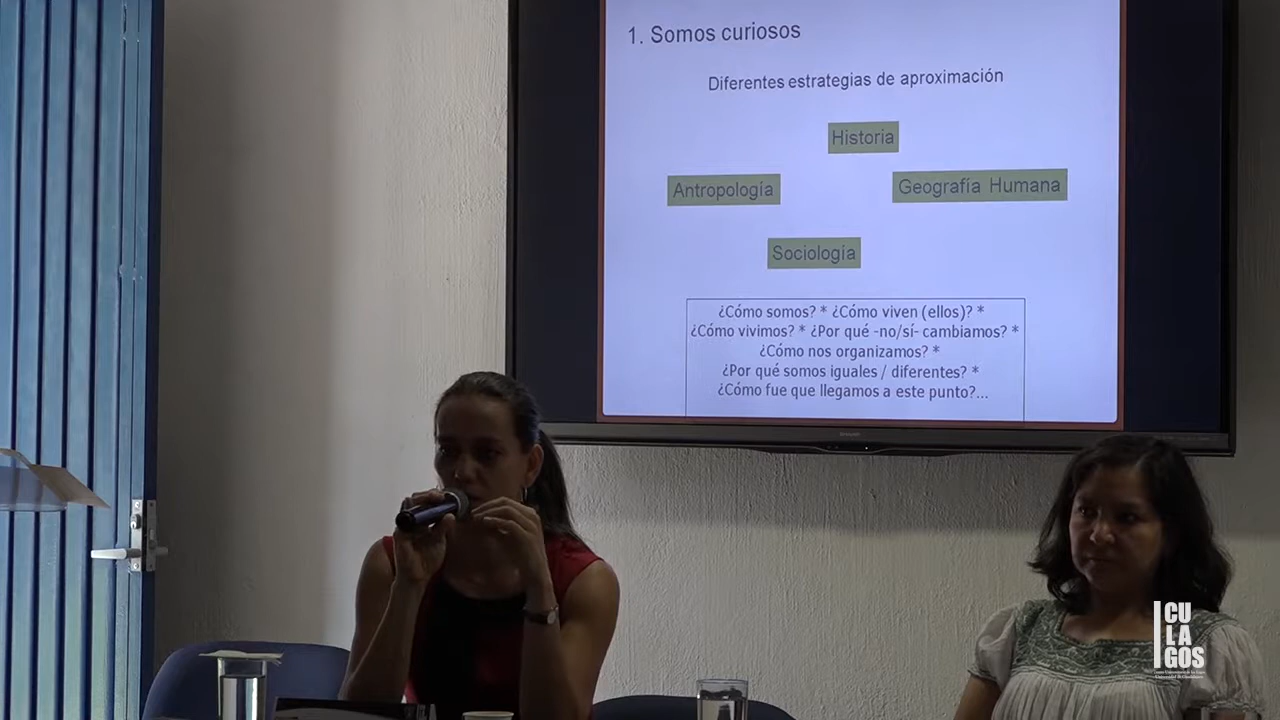 1. Somos curiosos
Diferentes estrategias de aproximación
Historia
Antropología
Geografía Humana
Sociología
¿Cómo somos? * ¿Cómo viven (ellos)? *
¿Cómo vivimos? * ¿Por qué -no/sí- cambiamos? *
¿Cómo nos organizamos? *
¿Por qué somos iguales / diferentes? *
¿Cómo fue que llegamos a este punto?...
CU
LA
GOS